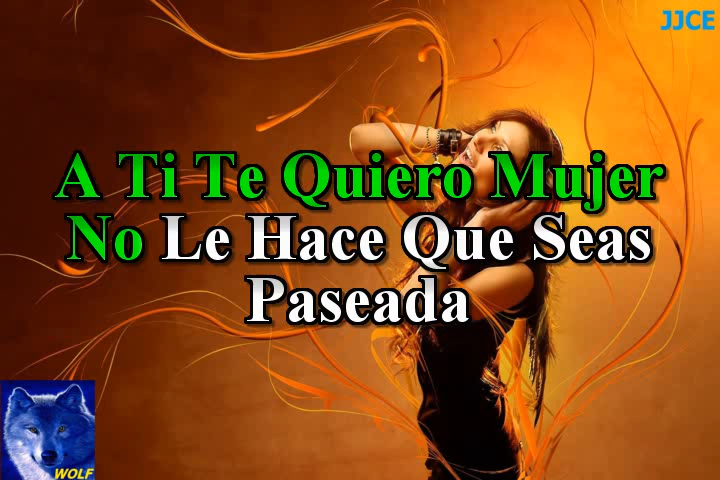 JJCE
A Ti Te Quiero Mujer
No Le Hace Que Seas
Paseada
WOLF